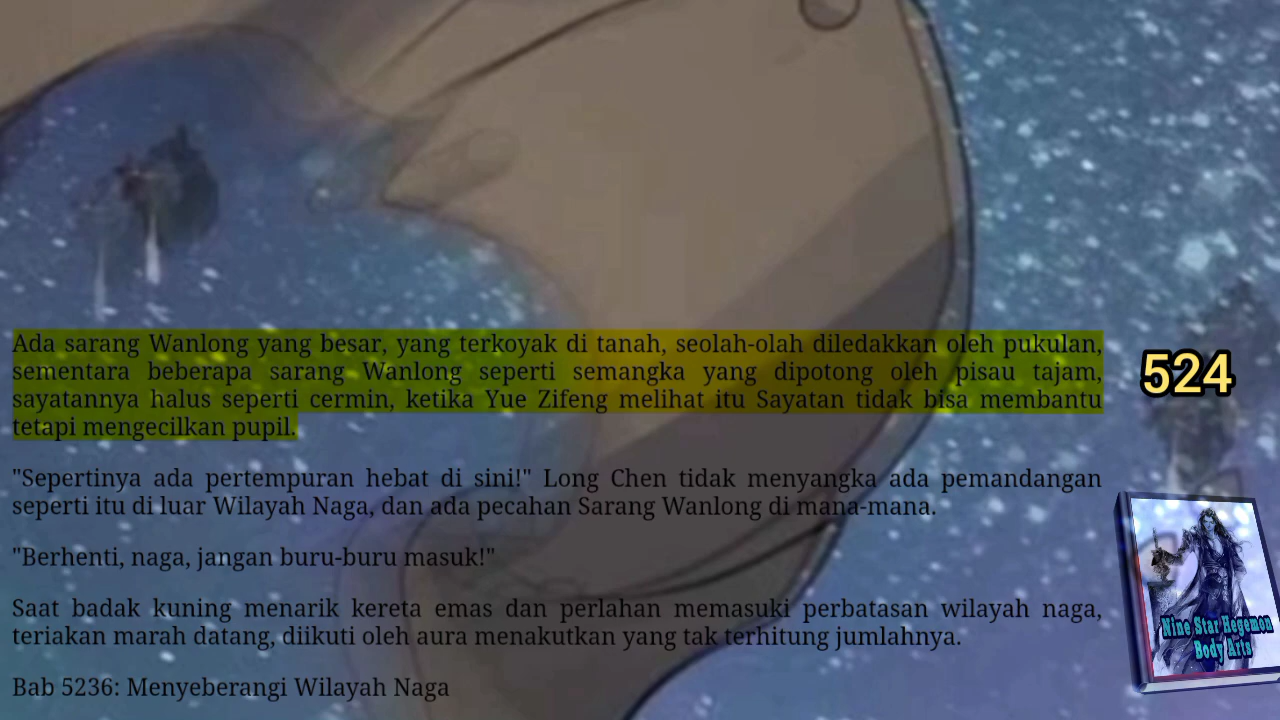 Ada sarang Wanlong yang besar, yang terkoyak di tanah, seolah-olah diledakkan oleh pukulan,
sementara beberapa sarang Wanlong seperti semangka yang dipotong oleh pisau tajam,
sayatannya halus seperti cermin, ketika Yue Zifeng melihat itu Sayatan tidak bisa membantu
tetapi mengecilkan pupil.
"Sepertinya ada pertempuran hebat di sini!" Long Chen tidak menyangka ada pemandangan
seperti itu di luar Wilayah Naga, dan ada pecahan Sarang Wanlong di mana-mana.
"Berhenti, naga, jangan buru-buru masuk!"
Saat badak kuning menarik kereta emas dan perlahan memasuki perbatasan wilayah naga,
teriakan marah datang, diikuti oleh aura menakutkan yang tak terhitung jumlahnya.
Bab 5236: Menyeberangi Wilayah Naga
524
Nine Star Hegemon
Body Arts